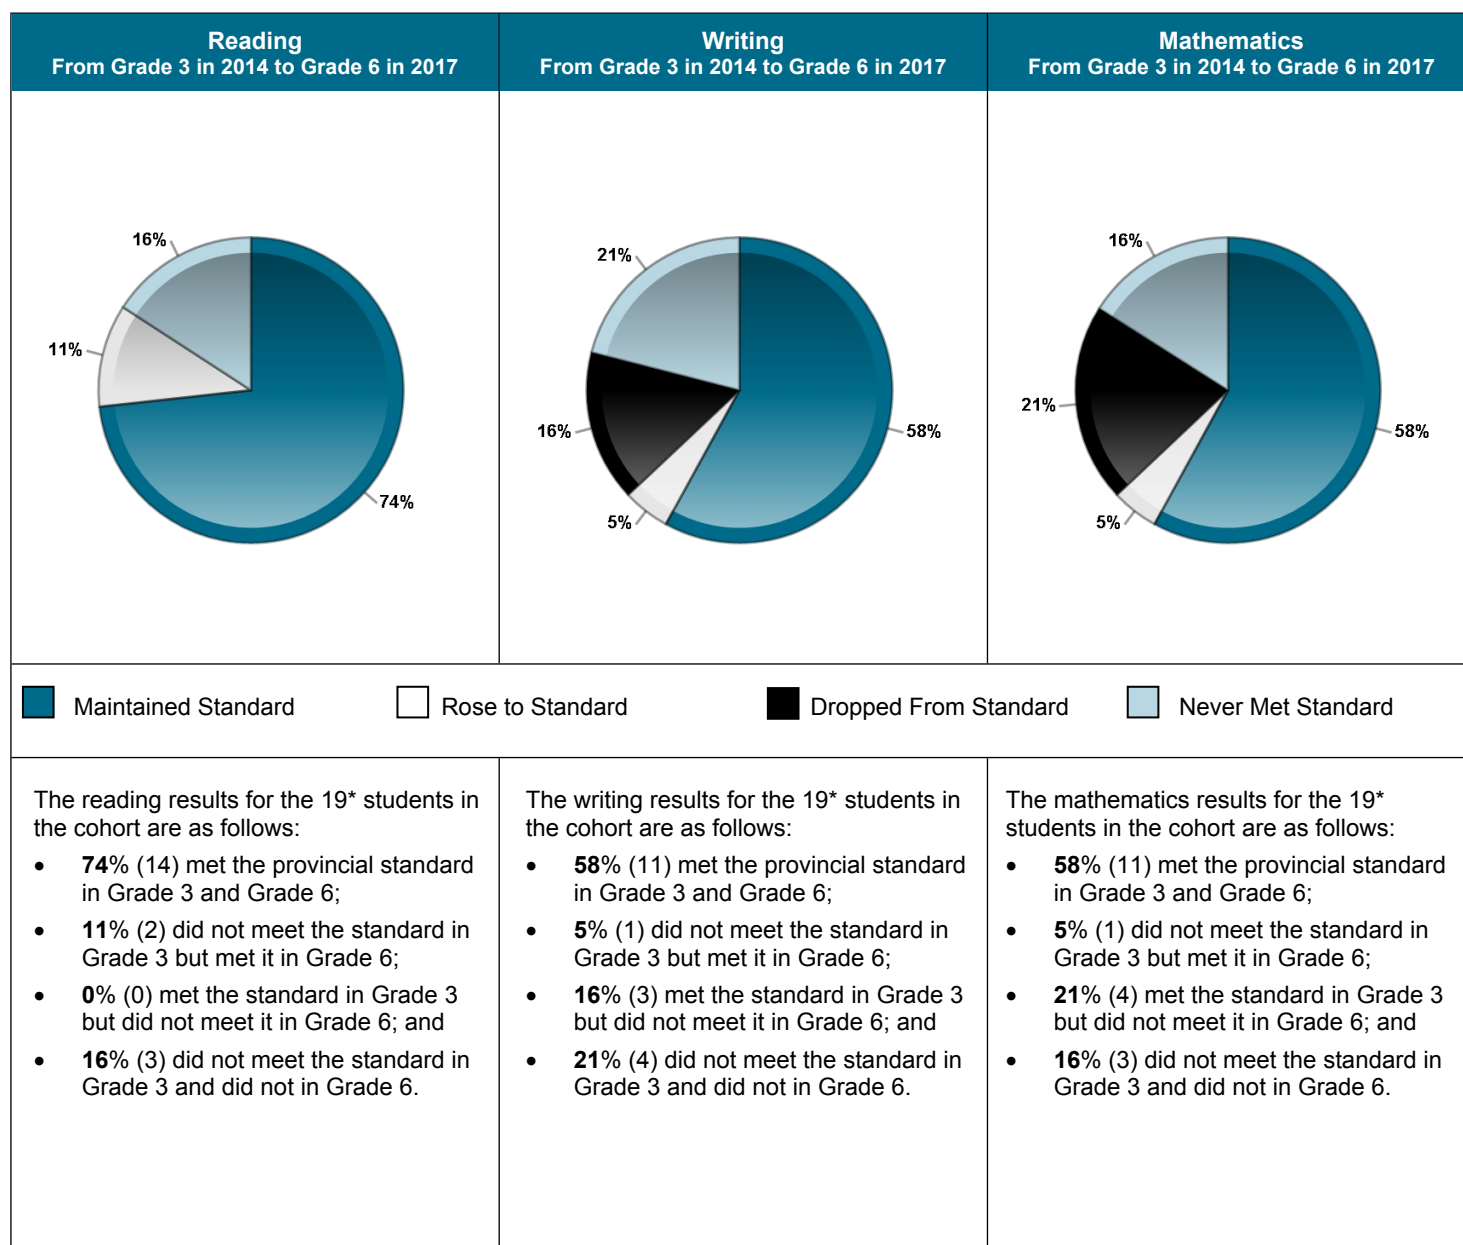 Reading
From Grade 3 in 2014 to Grade 6 in 2017
Writing
From Grade 3 in 2014 to Grade 6 in 2017
Mathematics
From Grade 3 in 2014 to Grade 6 in 2017
16%
11%
74%
21%
16%
5%
58%
16%
21%
5%
58%
Maintained Standard
Rose to Standard
Dropped From Standard
Never Met Standard
The reading results for the 19* students in
the cohort are as follows:
• 74% (14) met the provincial standard
in Grade 3 and Grade 6;
• 11% (2) did not meet the standard in
Grade 3 but met it in Grade 6;
• 0% (0) met the standard in Grade 3
but did not meet it in Grade 6; and
• 16% (3) did not meet the standard in
Grade 3 and did not in Grade 6.
The writing results for the 19* students in
the cohort are as follows:
• 58% (11) met the provincial standard
in Grade 3 and Grade 6;
• 5% (1) did not meet the standard in
Grade 3 but met it in Grade 6;
• 16% (3) met the standard in Grade 3
but did not meet it in Grade 6; and
• 21% (4) did not meet the standard in
Grade 3 and did not in Grade 6.
The mathematics results for the 19*
students in the cohort are as follows:
• 58% (11) met the provincial standard
in Grade 3 and Grade 6;
• 5% (1) did not meet the standard in
Grade 3 but met it in Grade 6;
• 21% (4) met the standard in Grade 3
but did not meet it in Grade 6; and
• 16% (3) did not meet the standard in
Grade 3 and did not in Grade 6.